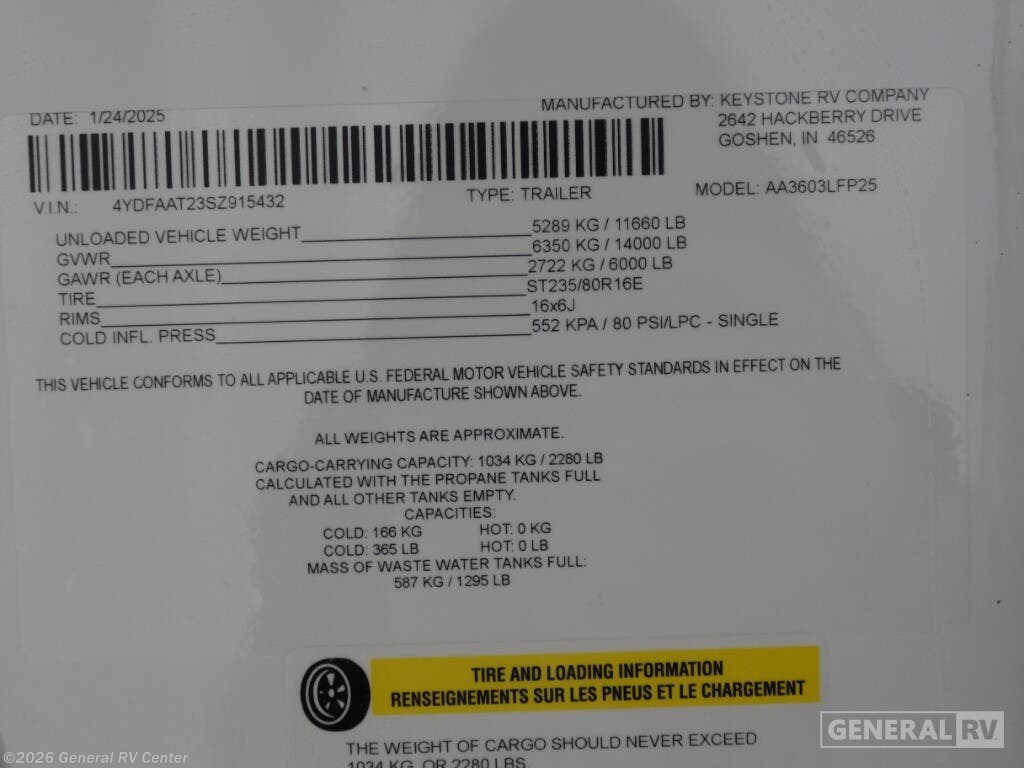 DATE: 1/24/2025
MANUFACTURED BY: KEYSTONE RV COMPANY
2642 HACKBERRY DRIVE
GOSHEN, IN 46526
V.I.N.: 4YDFAAT23SZ915432 TYPE: TRAILER MODEL: AA3603LFP25
UNLOADED VEHICLE WEIGHT 5289 KG / 11660 LB
GVWR 6350 KG / 14000 LB
GAWR (EACH AXLE) 2722 KG / 6000 LB
TIRE ST235/80R16E
RIMS 16x6J
COLD INFL. PRESS 552 KPA / 80 PSI/LPC - SINGLE
THIS VEHICLE CONFORMS TO ALL APPLICABLE U.S. FEDERAL MOTOR VEHICLE SAFETY STANDARDS IN EFFECT ON THE
DATE OF MANUFACTURE SHOWN ABOVE.
ALL WEIGHTS ARE APPROXIMATE.
CARGO-CARRYING CAPACITY: 1034 KG / 2280 LB
CALCULATED WITH THE PROPANE TANKS FULL
AND ALL OTHER TANKS EMPTY.
CAPACITIES:
COLD: 166 KG HOT: 0 KG
COLD: 365 LB HOT: 0 LB
MASS OF WASTE WATER TANKS FULL:
587 KG / 1295 LB
TIRE AND LOADING INFORMATION
RENSEIGNEMENTS SUR LES PNEUS ET LE CHARGEMENT
THE WEIGHT OF CARGO SHOULD NEVER EXCEED
1034 KG. OR 2280 LBS.
GENERAL RV
©2026 General RV Center